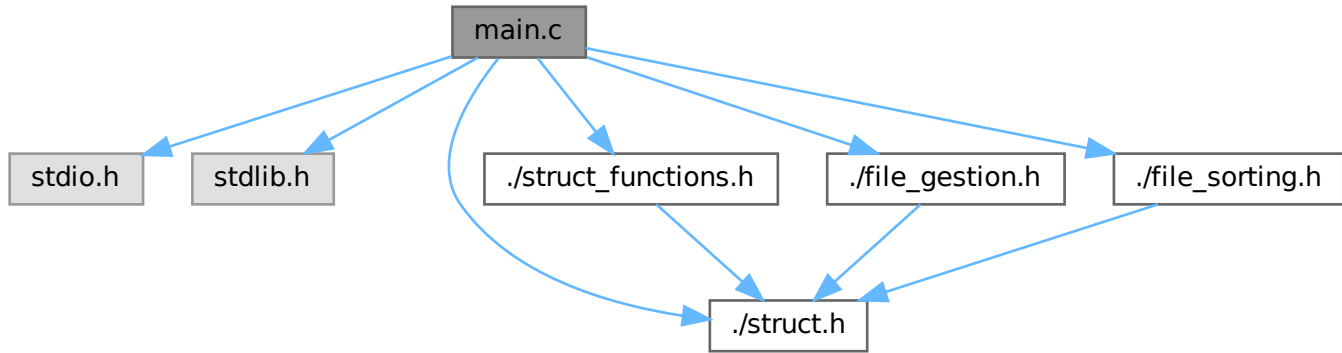 main.c
stdio.h
stdlib.h
./struct_functions.h
./file_gestion.h
./file_sorting.h
./struct.h